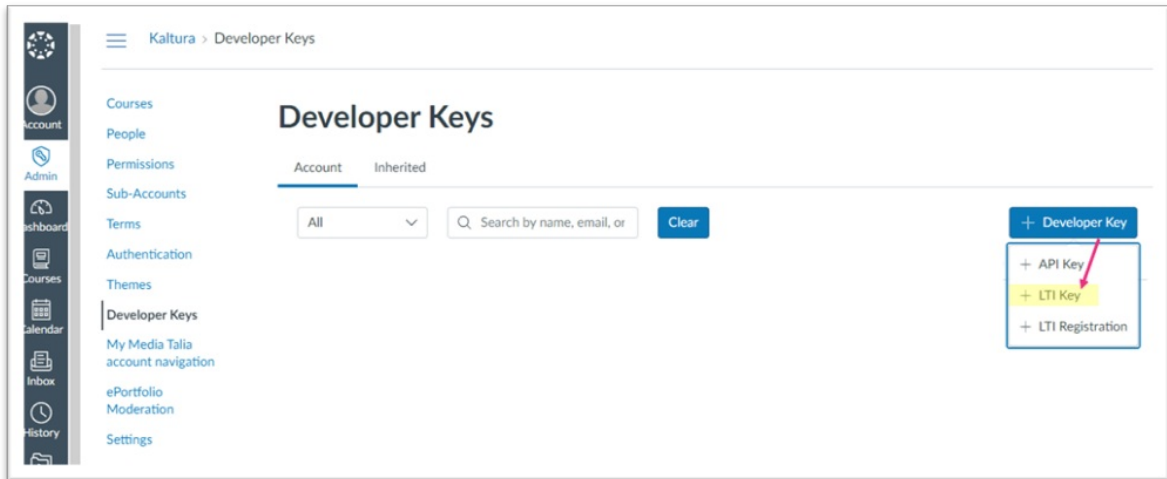 Kaltura > Developer Keys
Account
Admin
ashboard
Courses
Calendar
Inbox
History
Courses
People
Permissions
Sub-Accounts
Terms
Authentication
Themes
Developer Keys
My Media Talia
account navigation
ePortfolio
Moderation
Settings
Developer Keys
Account Inherited
All Search by name, email, or Clear + Developer Key
+ API Key
+ LTI Key
+ LTI Registration